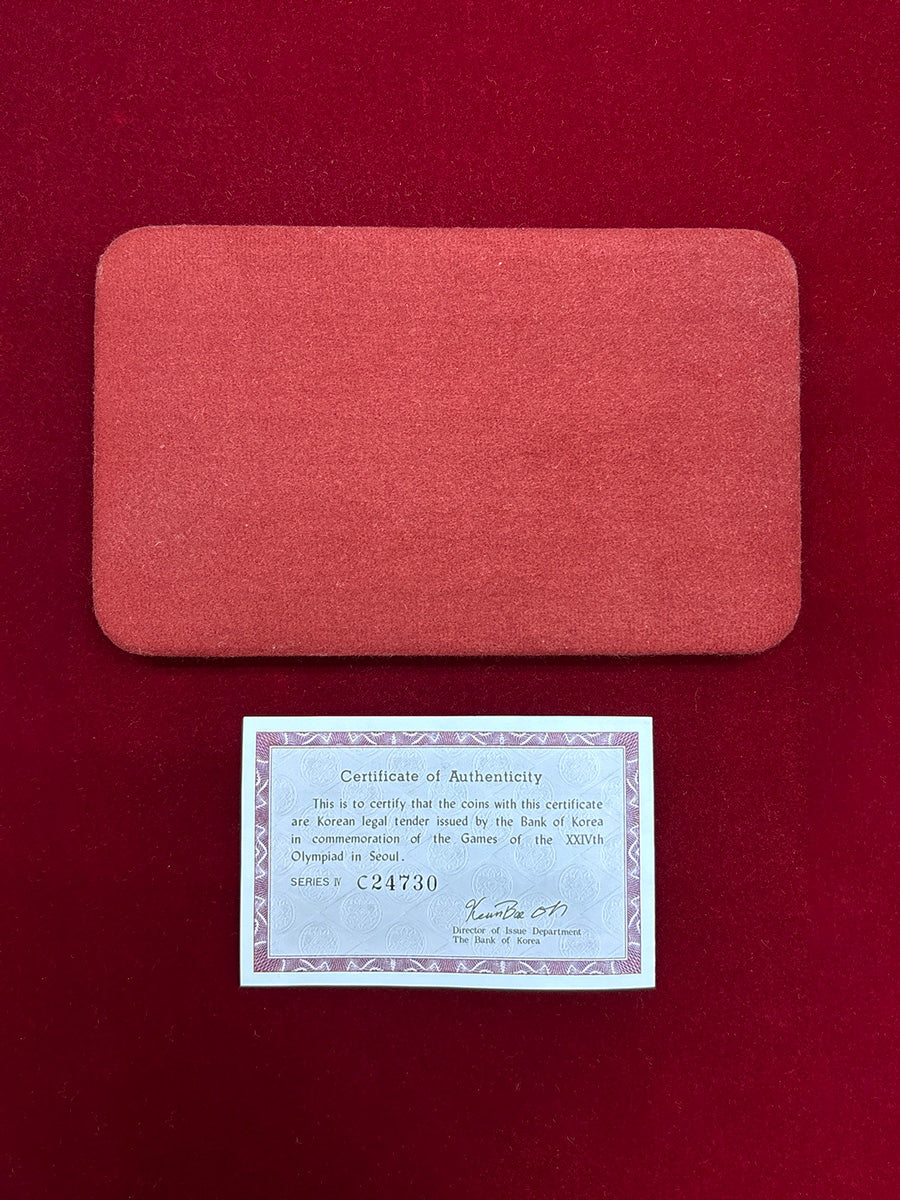 Certificate of Authenticity
This is to certify that the coins with this certificate
are Korean legal tender issued by the Bank of Korea
in commemoration of the Games of the XXIVth
Olympiad in Seoul.
SERIES IV C24730
Director of Issue Department
The Bank of Korea